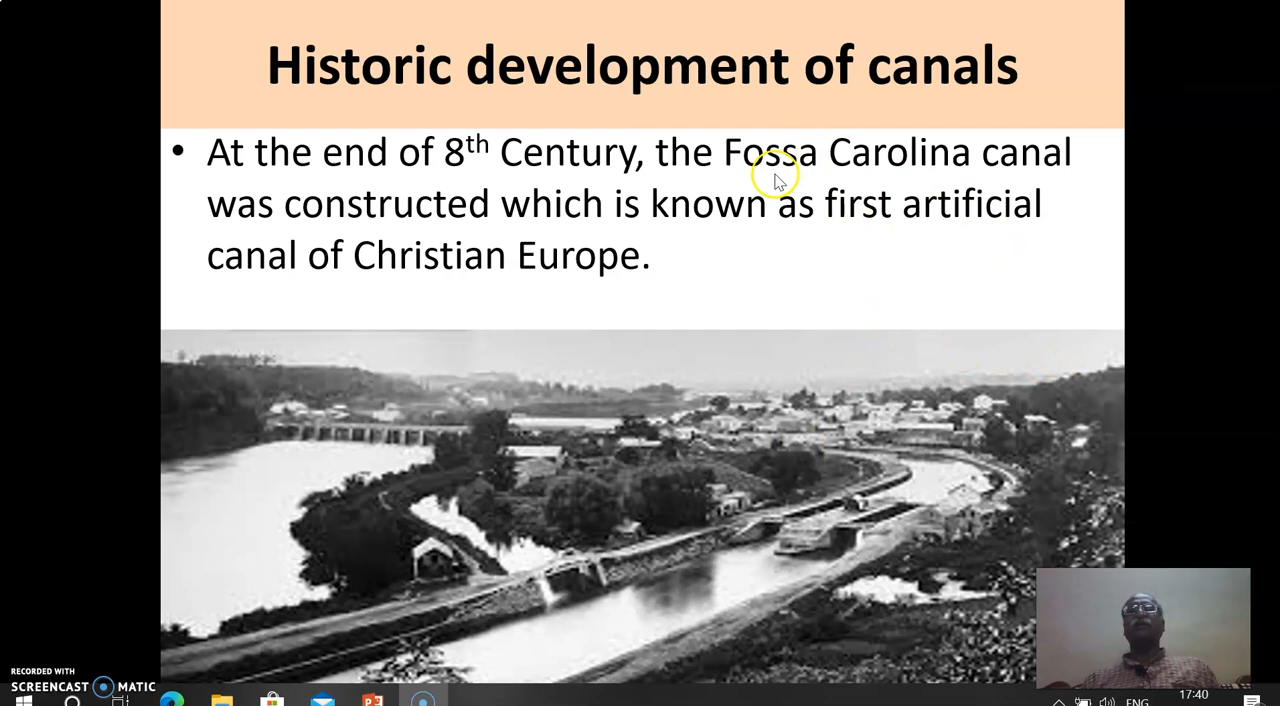 Historic development of canals
• At the end of 8th Century, the Fossa Carolina canal
was constructed which is known as first artificial
canal of Christian Europe.
RECORDED WITH
SCREENCAST MATIC
17:40
ENG